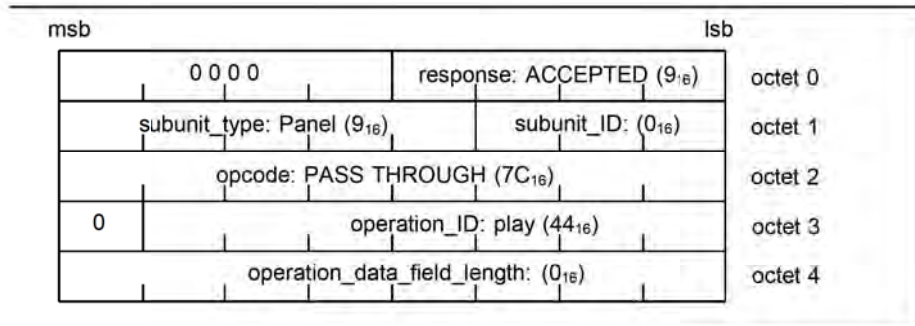 msb lsb
0 0 0 0 response: ACCEPTED (9₁₆) octet 0
subunit_type: Panel (9₁₆) subunit_ID: (0₁₆) octet 1
opcode: PASS THROUGH (7C₁₆) octet 2
0 operation_ID: play (44₁₆) octet 3
operation_data_field_length: (0₁₆) octet 4